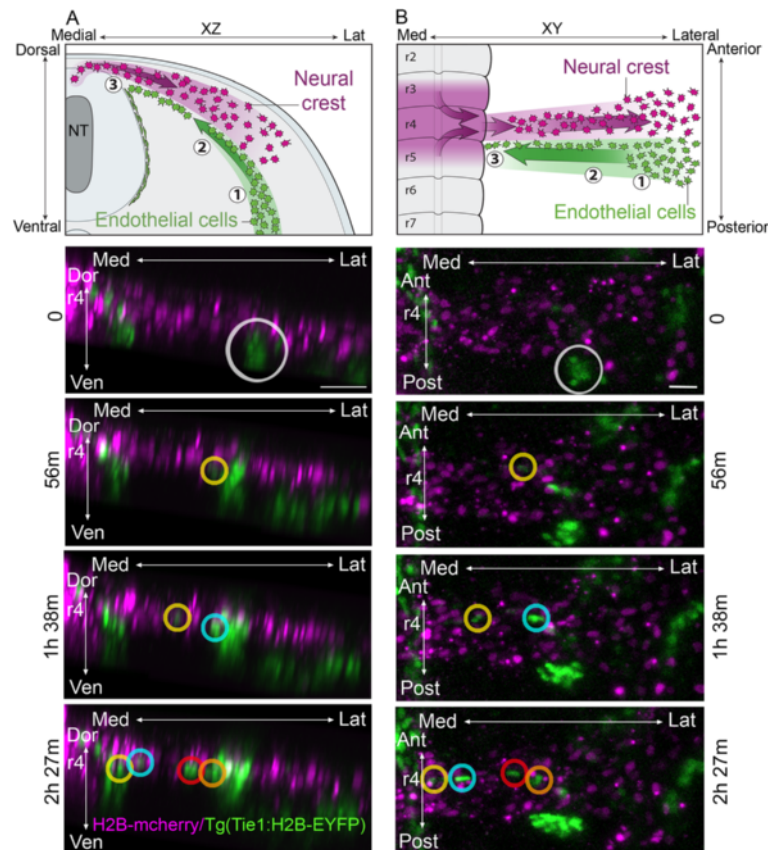 A
XZ
Medial
Lat
Dorsal
Neural
crest
3
NT
2
1
Ventral
Endothelial cells
B
XY
Med
Lateral
Anterior
r2
r3
r4
r5
r6
r7
Neural crest
3
2
1
Endothelial cells
Posterior
0
Dor
Med
Lat
r4
Ven
Med
Lat
Ant
r4
Post
0
56m
Dor
Med
Lat
r4
Ven
Med
Lat
Ant
r4
Post
56m
1h 38m
Dor
Med
Lat
r4
Ven
Med
Lat
Ant
r4
Post
1h 38m
2h 27m
Dor
Med
Lat
r4
H2B-mcherry/Tg(Tie1:H2B-EYFP)
Ven
Med
Lat
Ant
r4
Post
2h 27m